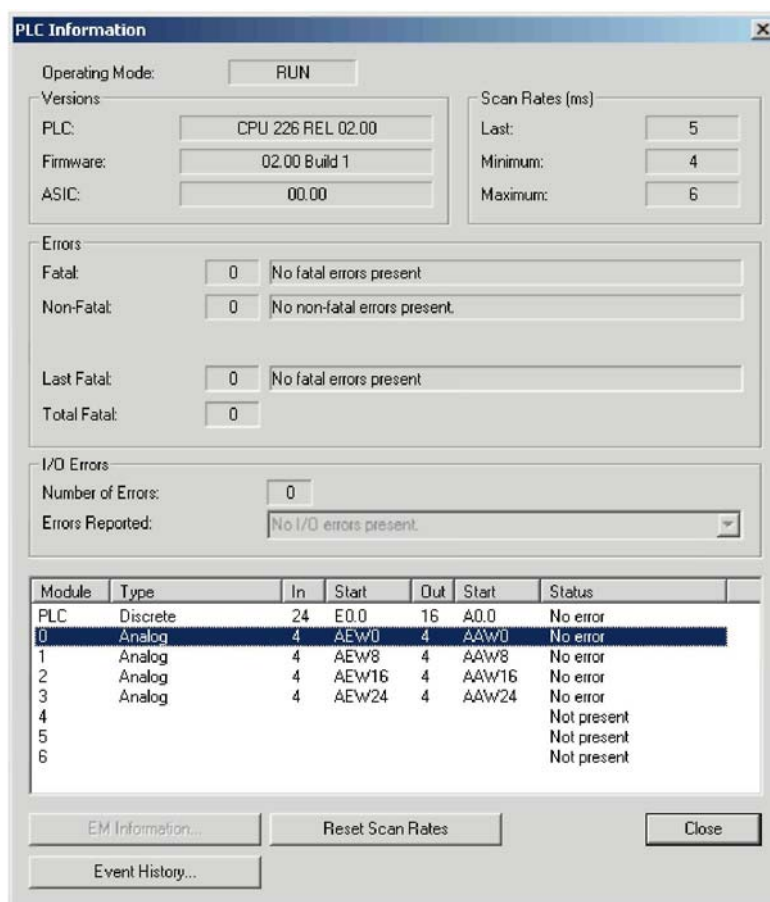 PLC Information
Operating Mode: RUN
Versions
PLC: CPU 226 REL 02.00
Firmware: 02.00 Build 1
ASIC: 00.00
Scan Rates (ms)
Last: 5
Minimum: 4
Maximum: 6
Errors
Fatal: 0 No fatal errors present
Non-Fatal: 0 No non-fatal errors present.
Last Fatal: 0 No fatal errors present
Total Fatal: 0
I/O Errors
Number of Errors: 0
Errors Reported: No I/O errors present.
Module Type In Start Out Start Status
PLC Discrete 24 E0.0 16 A0.0 No error
0 Analog 4 AEW0 4 AAW0 No error
1 Analog 4 AEW8 4 AAW8 No error
2 Analog 4 AEW16 4 AAW16 No error
3 Analog 4 AEW24 4 AAW24 No error
4 Not present
5 Not present
6 Not present
EM Information... Reset Scan Rates Close
Event History...